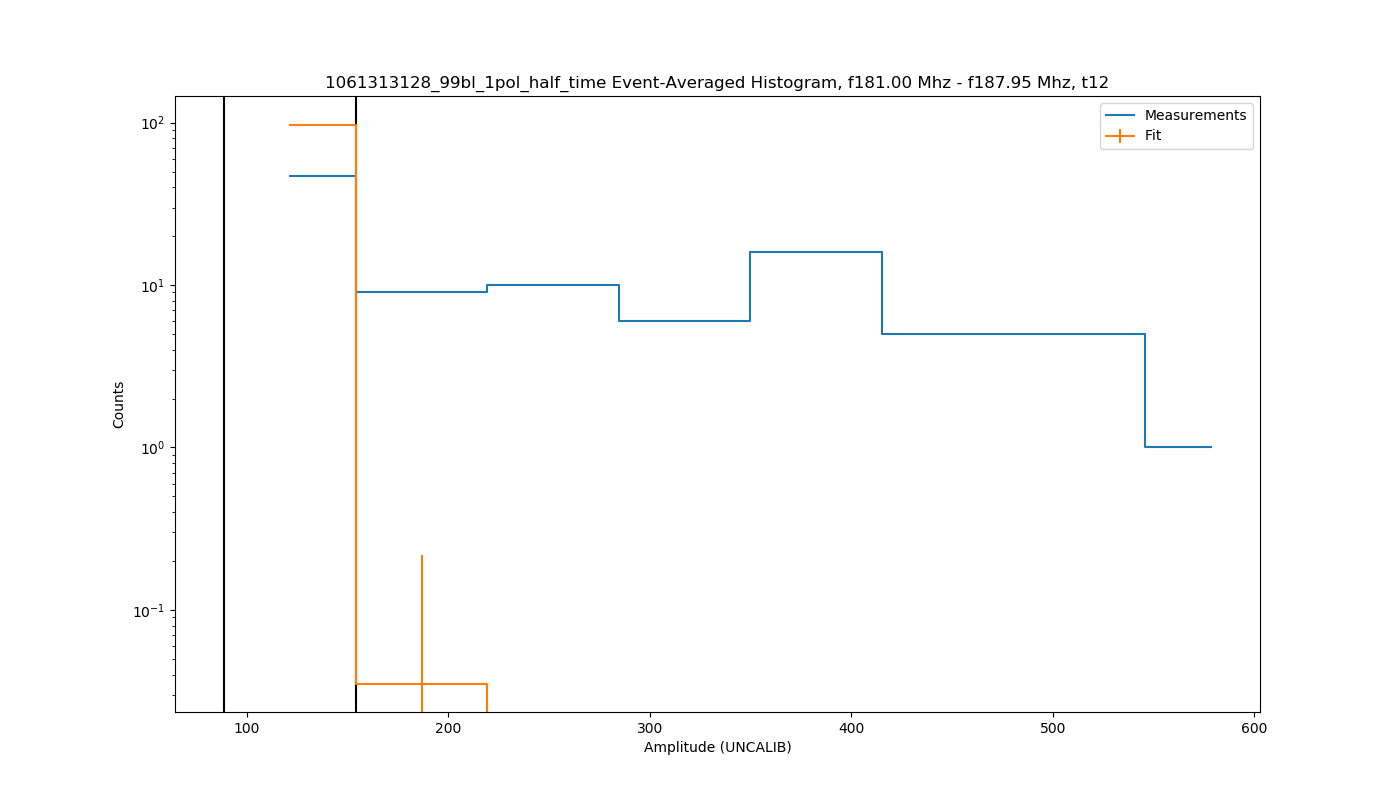 1061313128_99bl_1pol_half_time Event-Averaged Histogram, f181.00 Mhz - f187.95 Mhz, t12
Measurements
Fit
10²
10¹
10⁰
10⁻¹
Counts
100 200 300 400 500 600
Amplitude (UNCALIB)